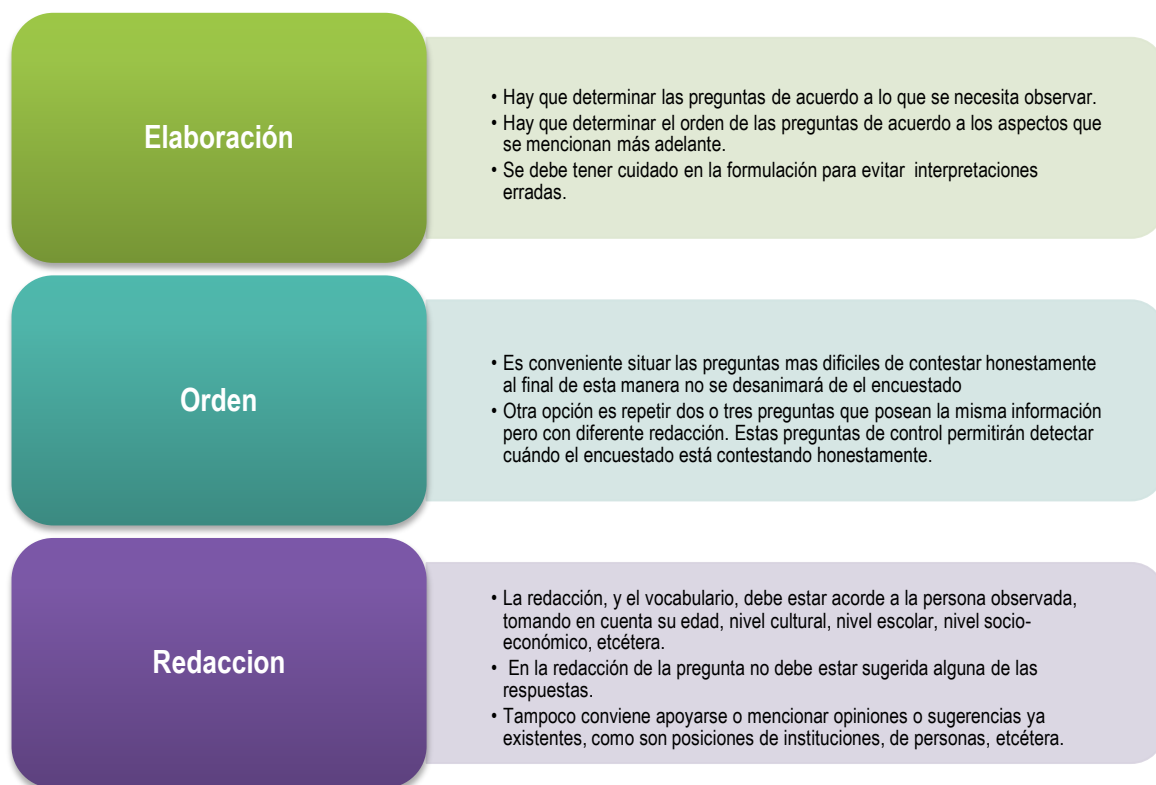 Elaboración
• Hay que determinar las preguntas de acuerdo a lo que se necesita observar.
• Hay que determinar el orden de las preguntas de acuerdo a los aspectos que
se mencionan más adelante.
• Se debe tener cuidado en la formulación para evitar interpretaciones
erradas.
Orden
• Es conveniente situar las preguntas mas dificiles de contestar honestamente
al final de esta manera no se desanimará de el encuestado
• Otra opción es repetir dos o tres preguntas que posean la misma información
pero con diferente redacción. Estas preguntas de control permitirán detectar
cuándo el encuestado está contestando honestamente.
Redaccion
• La redacción, y el vocabulario, debe estar acorde a la persona observada,
tomando en cuenta su edad, nivel cultural, nivel escolar, nivel socio-
económico, etcétera.
• En la redacción de la pregunta no debe estar sugerida alguna de las
respuestas.
• Tampoco conviene apoyarse o mencionar opiniones o sugerencias ya
existentes, como son posiciones de instituciones, de personas, etcétera.